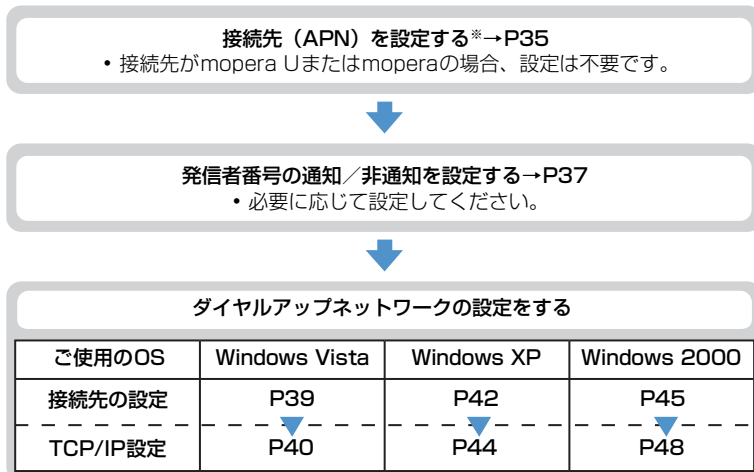 接続先（APN）を設定する※→P35
• 接続先がmopera Uまたはmoperaの場合、設定は不要です。
発信者番号の通知／非通知を設定する→P37
• 必要に応じて設定してください。
ダイヤルアップネットワークの設定をする
ご使用のOS Windows Vista Windows XP Windows 2000
接続先の設定 P39 P42 P45
TCP/IP設定 P40 P44 P48